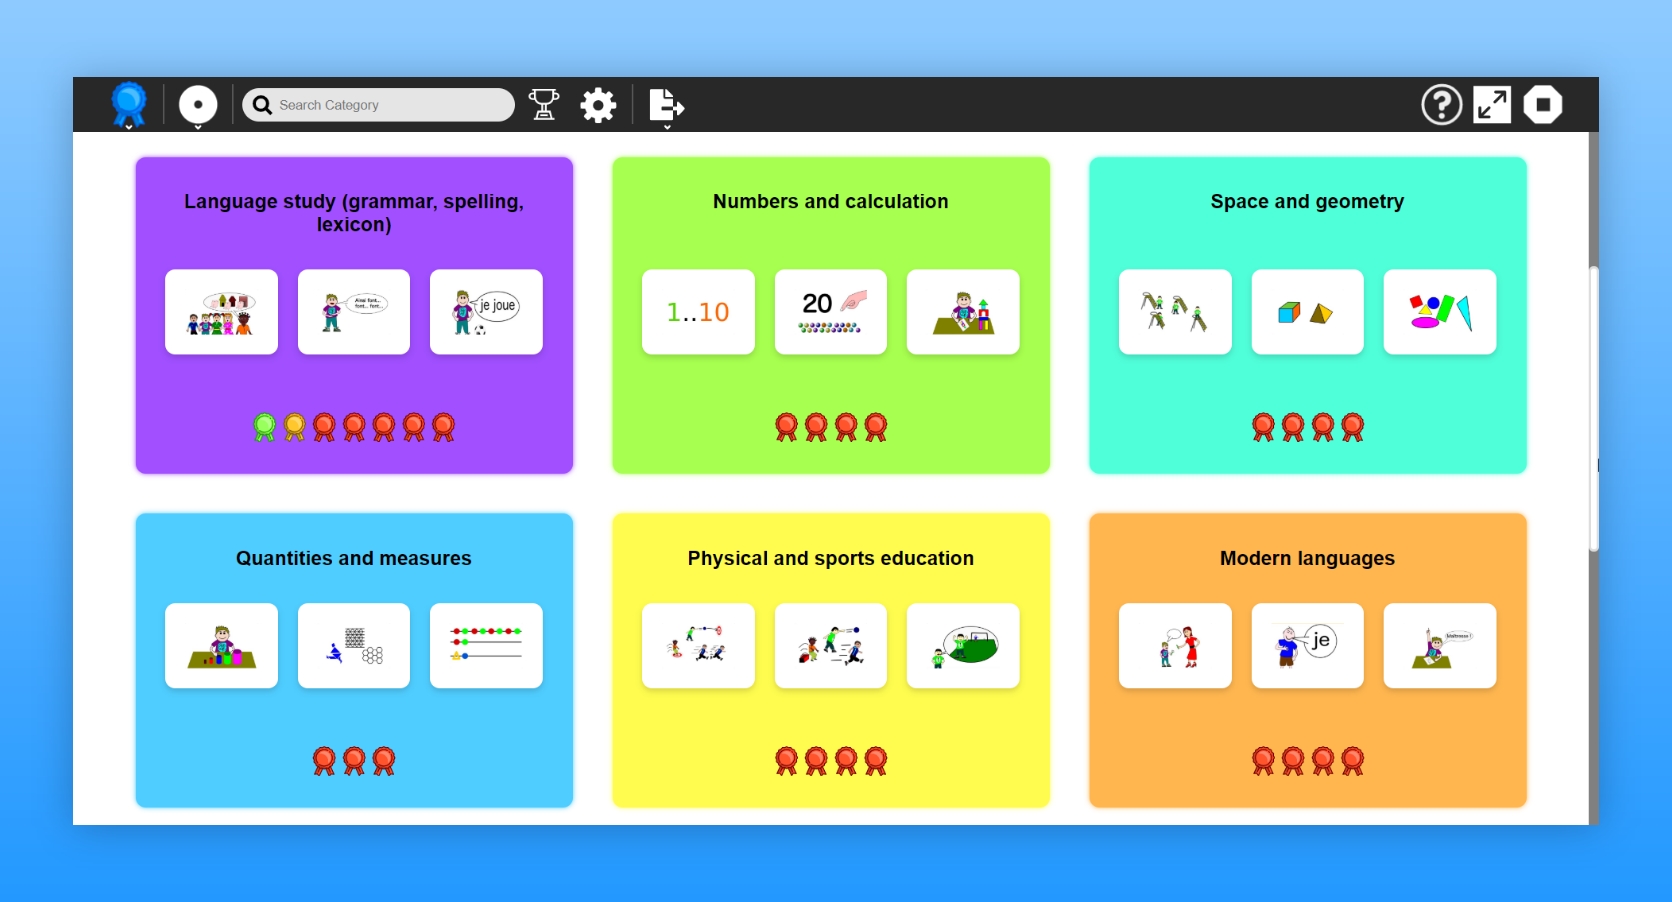 Search Category
Language study (grammar, spelling,
lexicon)
Numbers and calculation
Space and geometry
je joue
1..10
20
Quantities and measures
Physical and sports education
Modern languages
je